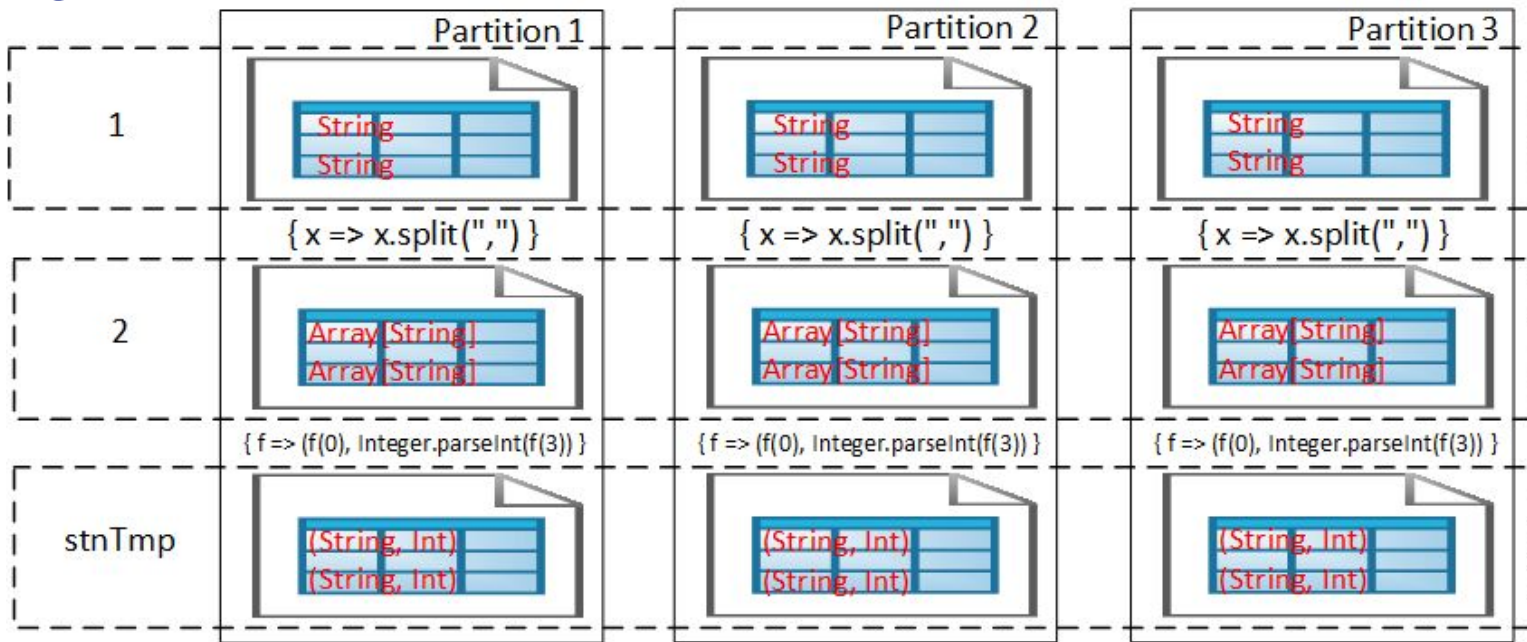 Partition 1 Partition 2 Partition 3
1
String String String
String String String
{ x => x.split(",") } { x => x.split(",") } { x => x.split(",") }
2
Array[String] Array[String] Array[String]
Array[String] Array[String] Array[String]
{ f => (f(0), Integer.parseInt(f(3)) } { f => (f(0), Integer.parseInt(f(3)) } { f => (f(0), Integer.parseInt(f(3)) }
stnTmp
(String, Int) (String, Int) (String, Int)
(String, Int) (String, Int) (String, Int)